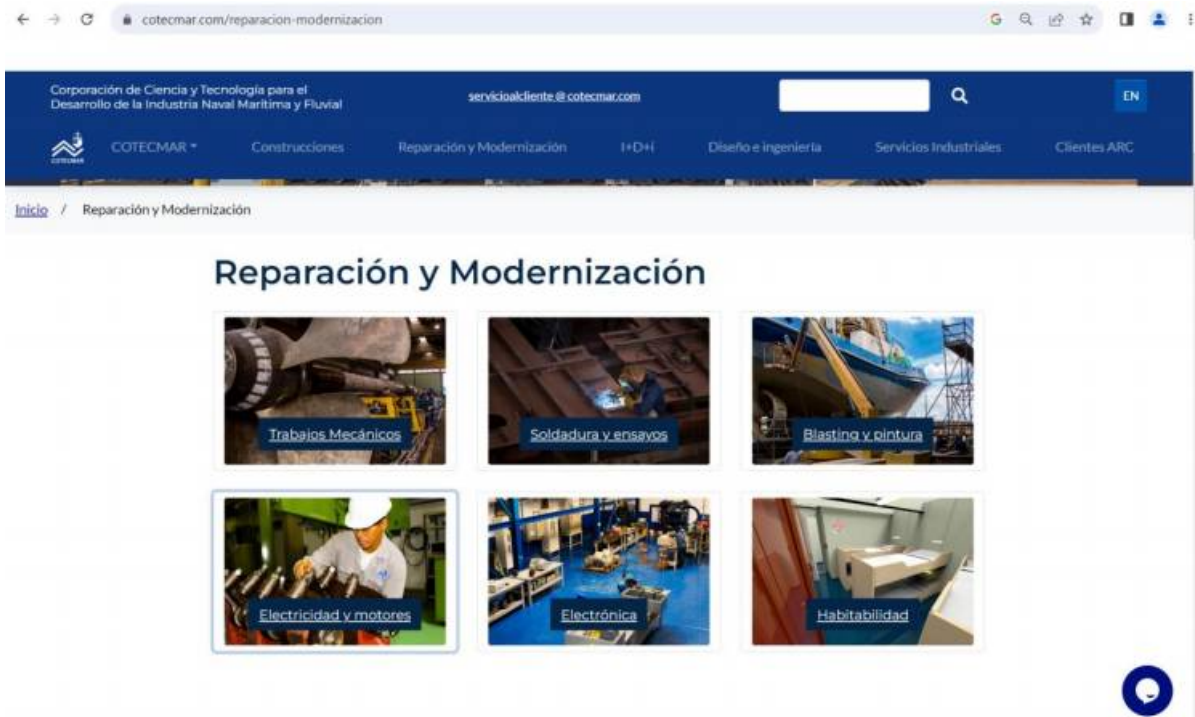 cotecmar.com/reparacion-modernizacion
Corporación de Ciencia y Tecnología para el
Desarrollo de la Industria Naval Marítima y Fluvial
servicioalcliente@cotecmar.com
EN
COTECMAR
COTECMAR
Construcciones
Reparación y Modernización
I+D+i
Diseño e ingeniería
Servicios Industriales
Clientes ARC
Inicio / Reparación y Modernización
Reparación y Modernización
Trabajos Mecánicos
Soldadura y ensayos
Blasting y pintura
Electricidad y motores
Electrónica
Habitabilidad